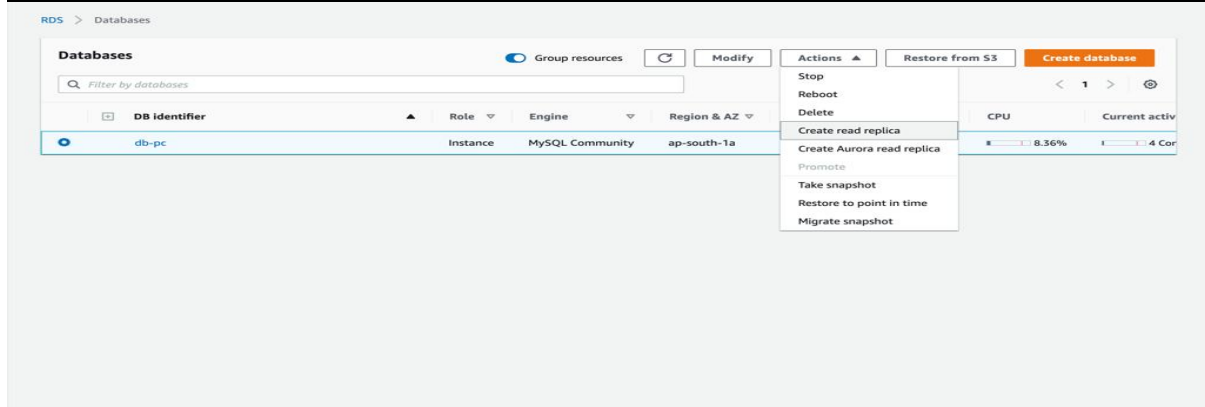 RDS > Databases
Databases Group resources Modify Actions Restore from S3 Create database
Filter by databases
Stop
< 1 >
Reboot
DB identifier Role Engine Region & AZ CPU Current activ
Delete
Create read replica
db-pc Instance MySQL Community ap-south-1a 8.36% 4 Cor
Create Aurora read replica
Promote
Take snapshot
Restore to point in time
Migrate snapshot